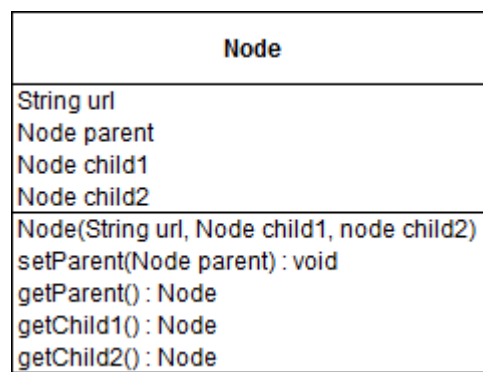 Node
String url
Node parent
Node child1
Node child2
Node(String url, Node child1, node child2)
setParent(Node parent) : void
getParent() : Node
getChild1() : Node
getChild2() : Node